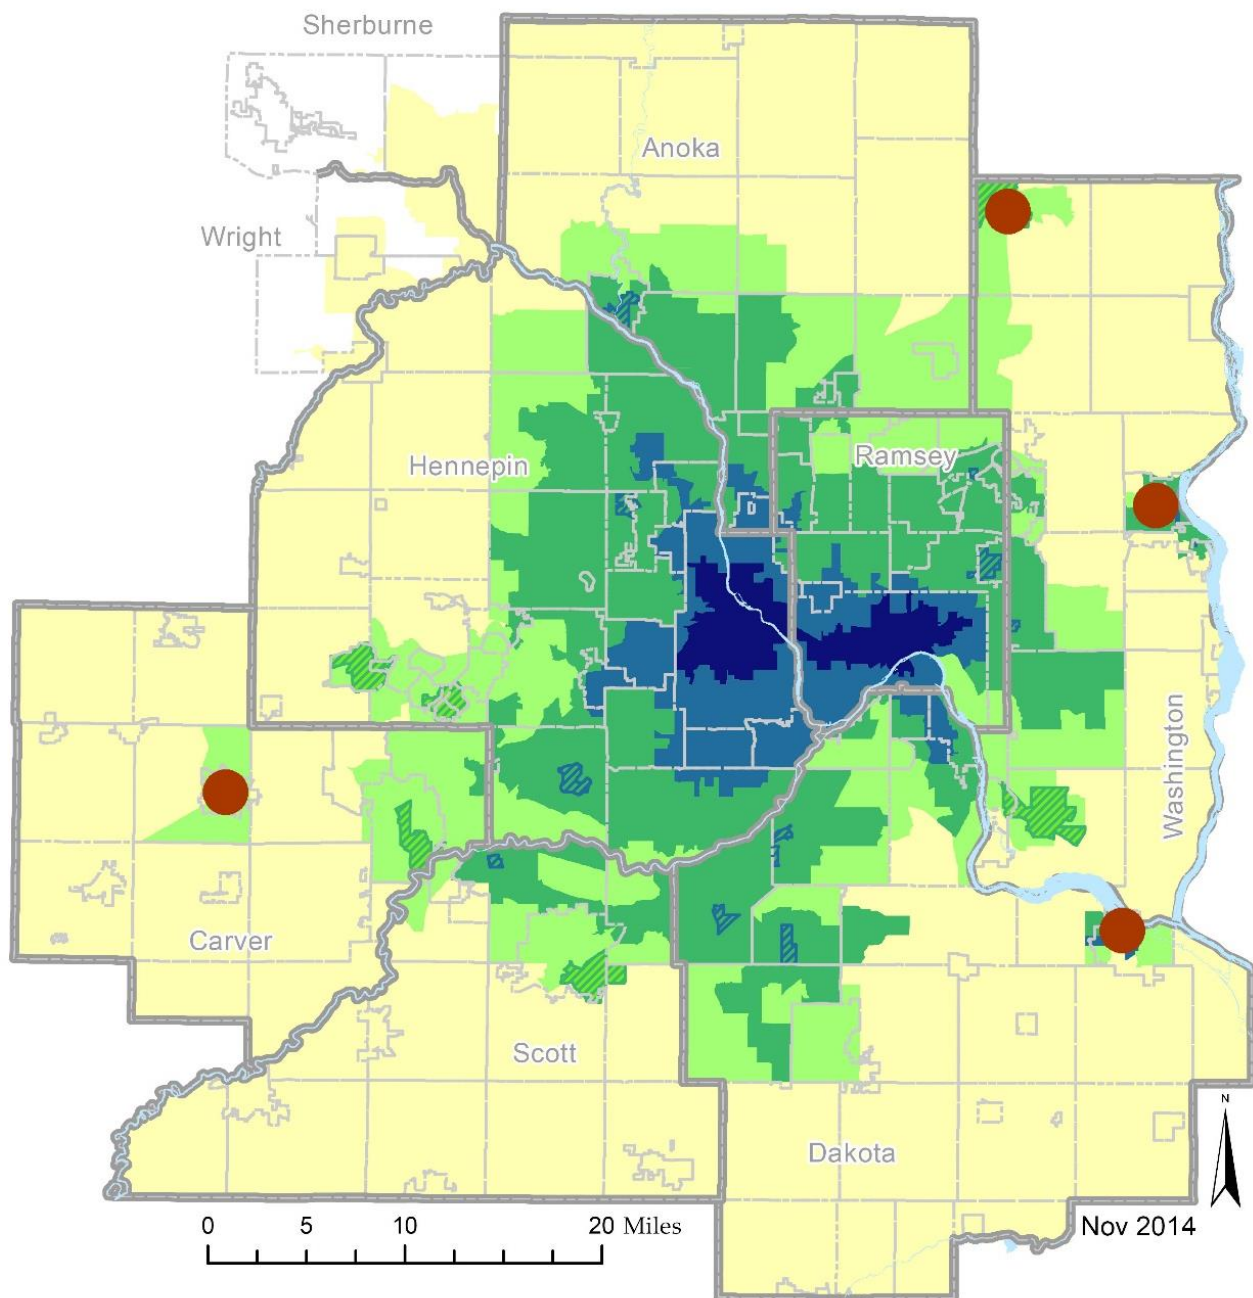 Sherburne
Anoka
Wright
Hennepin
Ramsey
Washington
Carver
Scott
N
Dakota
0 5 10 20 Miles
Nov 2014